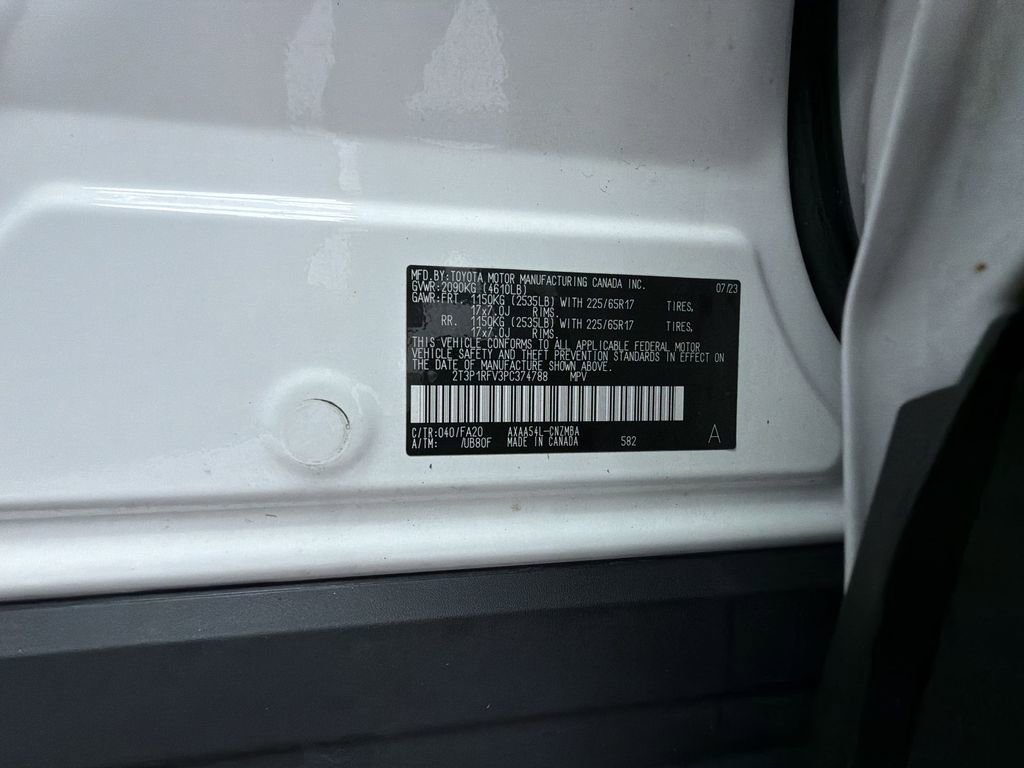 MFD.BY:TOYOTA MOTOR MANUFACTURING CANADA INC. 07/23
GVWR:2090KG (4610LB)
GAWR:FRT. 1150KG (2535LB) WITH 225/65R17 TIRES,
17x7.0J RIMS.
RR. 1150KG (2535LB) WITH 225/65R17 TIRES,
17x7.0J RIMS.
THIS VEHICLE CONFORMS TO ALL APPLICABLE FEDERAL MOTOR
VEHICLE SAFETY AND THEFT PREVENTION STANDARDS IN EFFECT ON
THE DATE OF MANUFACTURE SHOWN ABOVE.
2T3P1RFV3PC374788 MPV
C/TR:040/FA20 AXAA54L-CNZMBA
A/TM: /UB80F MADE IN CANADA 582 A